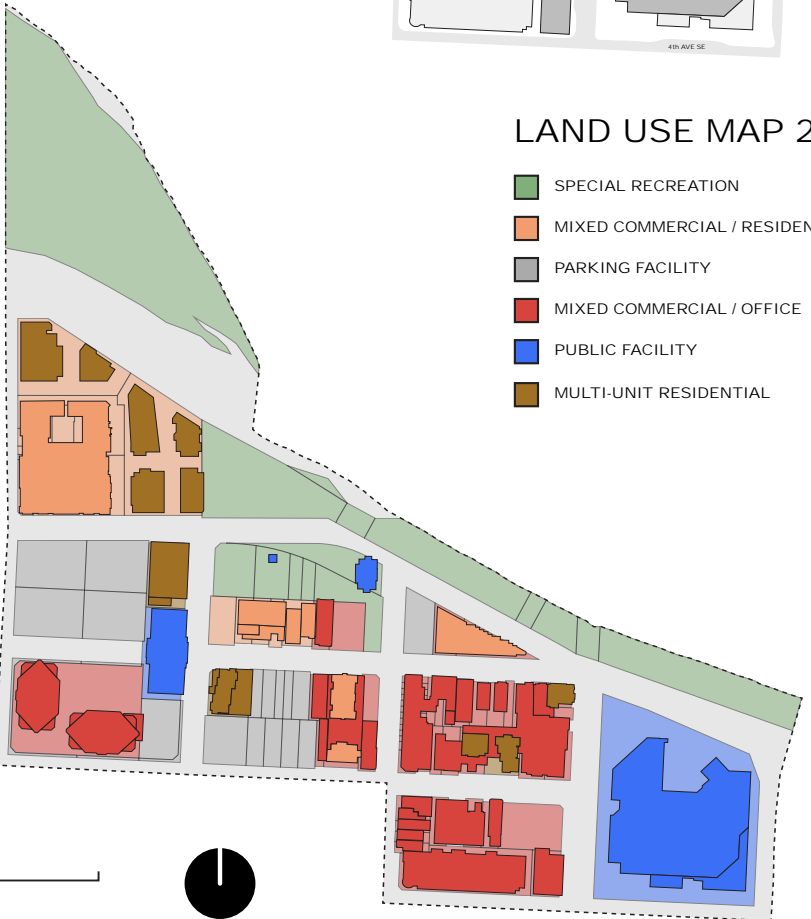 4th AVE SE
LAND USE MAP 2
SPECIAL RECREATION
MIXED COMMERCIAL / RESIDEN
PARKING FACILITY
MIXED COMMERCIAL / OFFICE
PUBLIC FACILITY
MULTI-UNIT RESIDENTIAL